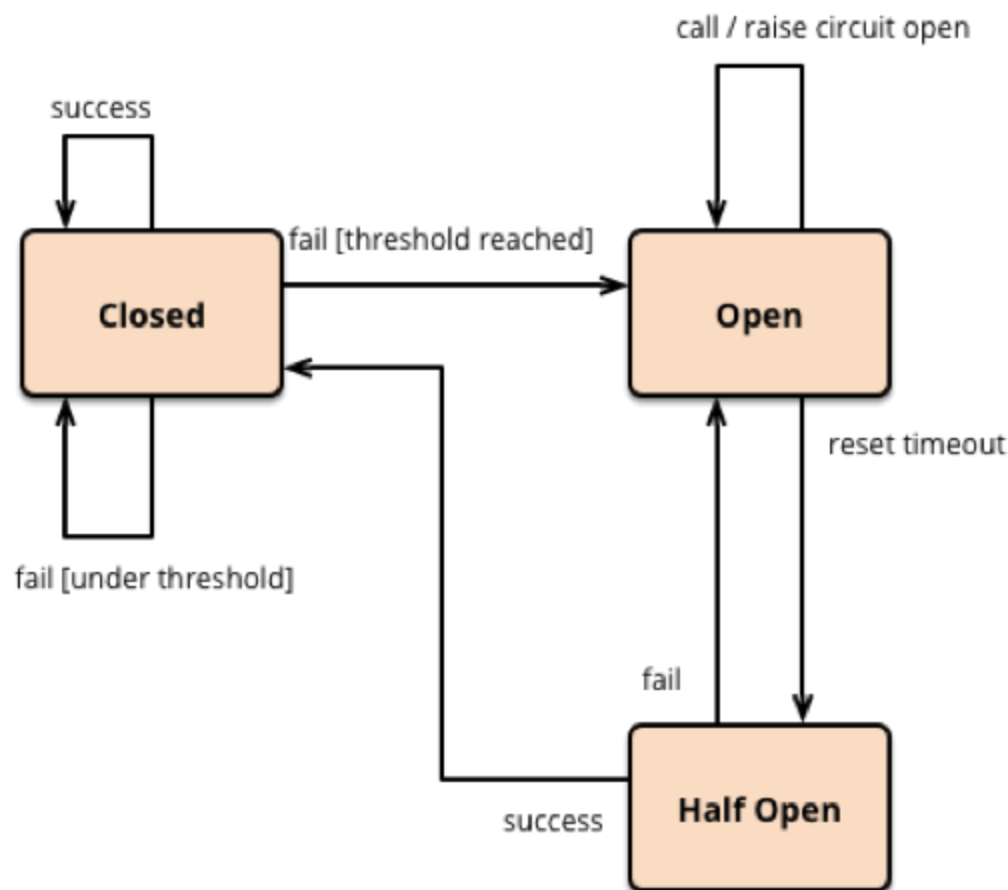 call / raise circuit open
success
fail [threshold reached]
Closed
Open
reset timeout
fail [under threshold]
fail
Half Open
success